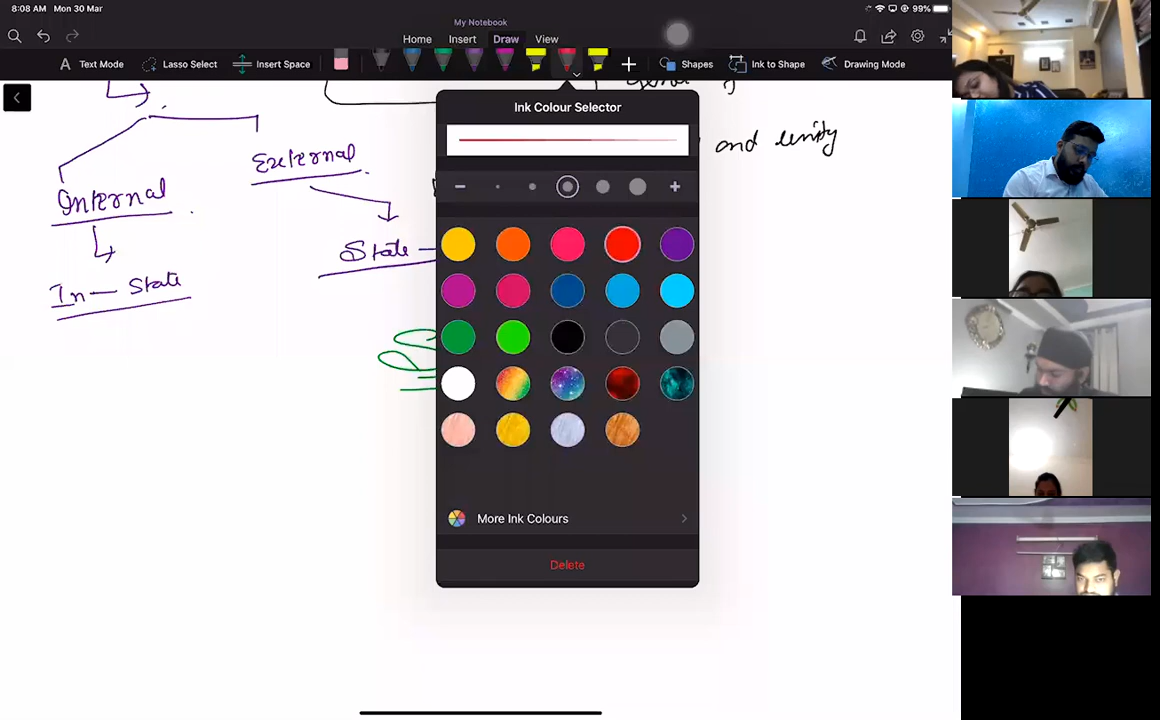 8:08 AM Mon 30 Mar
99%
My Notebook
Home Insert Draw View
Text Mode Lasso Select Insert Space Shapes Ink to Shape Drawing Mode
Ink Colour Selector
and unity
External
Internal
State —
In — State
More Ink Colours
Delete